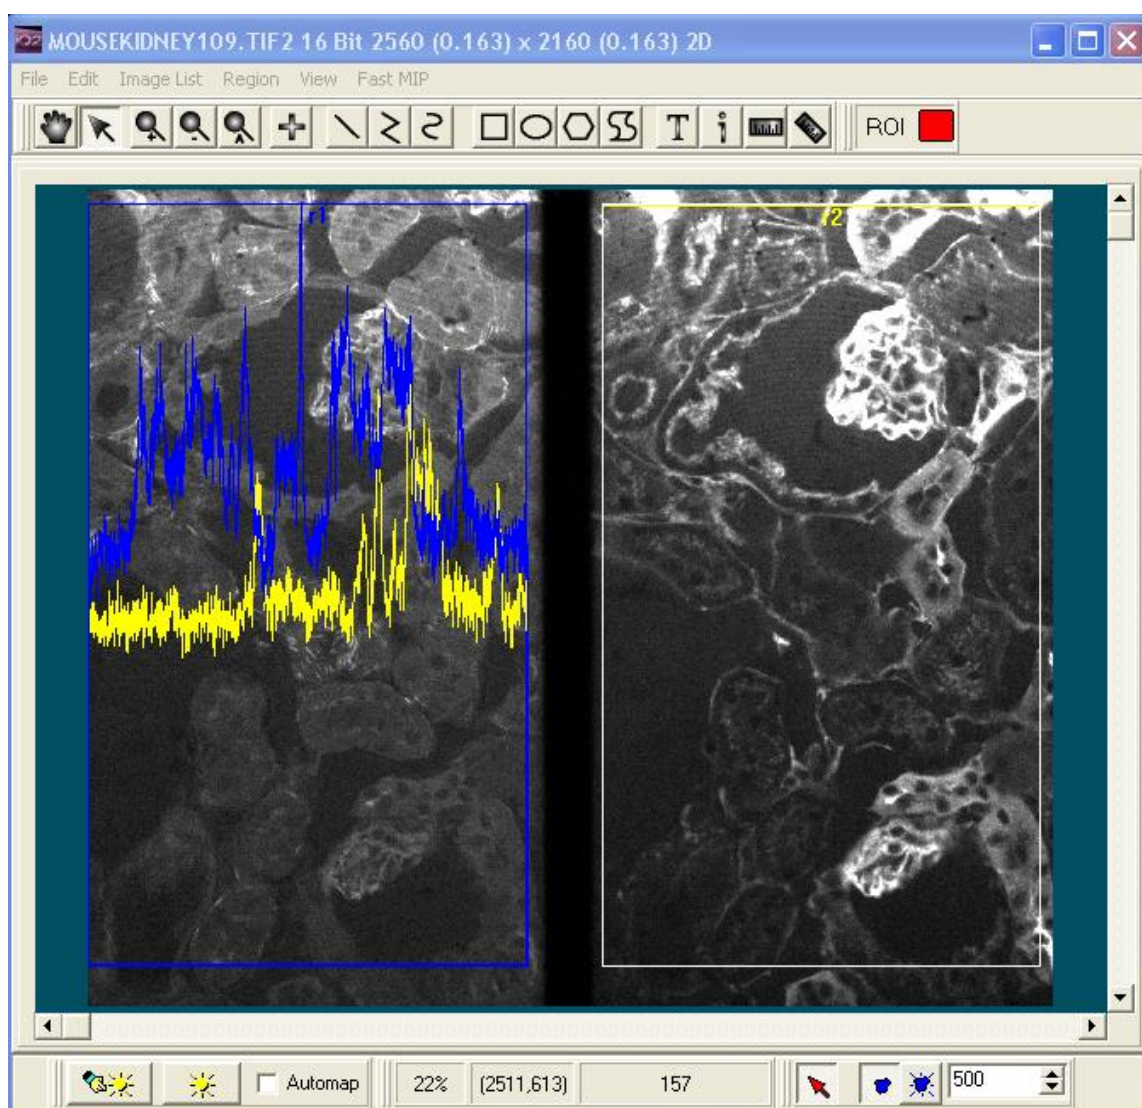 MOUSEKIDNEY109.TIF2 16 Bit 2560 (0.163) x 2160 (0.163) 2D
File Edit Image List Region View Fast MIP
T i ROI
r1
r2
Automap 22% (2511,613) 157 500